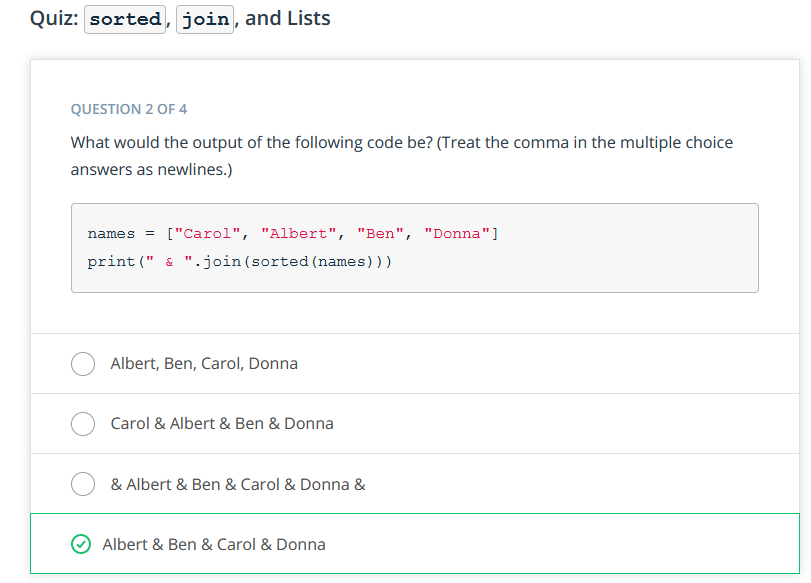 Quiz: sorted, join, and Lists
QUESTION 2 OF 4
What would the output of the following code be? (Treat the comma in the multiple choice
answers as newlines.)
names = ["Carol", "Albert", "Ben", "Donna"]
print(" & ".join(sorted(names)))
Albert, Ben, Carol, Donna
Carol & Albert & Ben & Donna
& Albert & Ben & Carol & Donna &
Albert & Ben & Carol & Donna